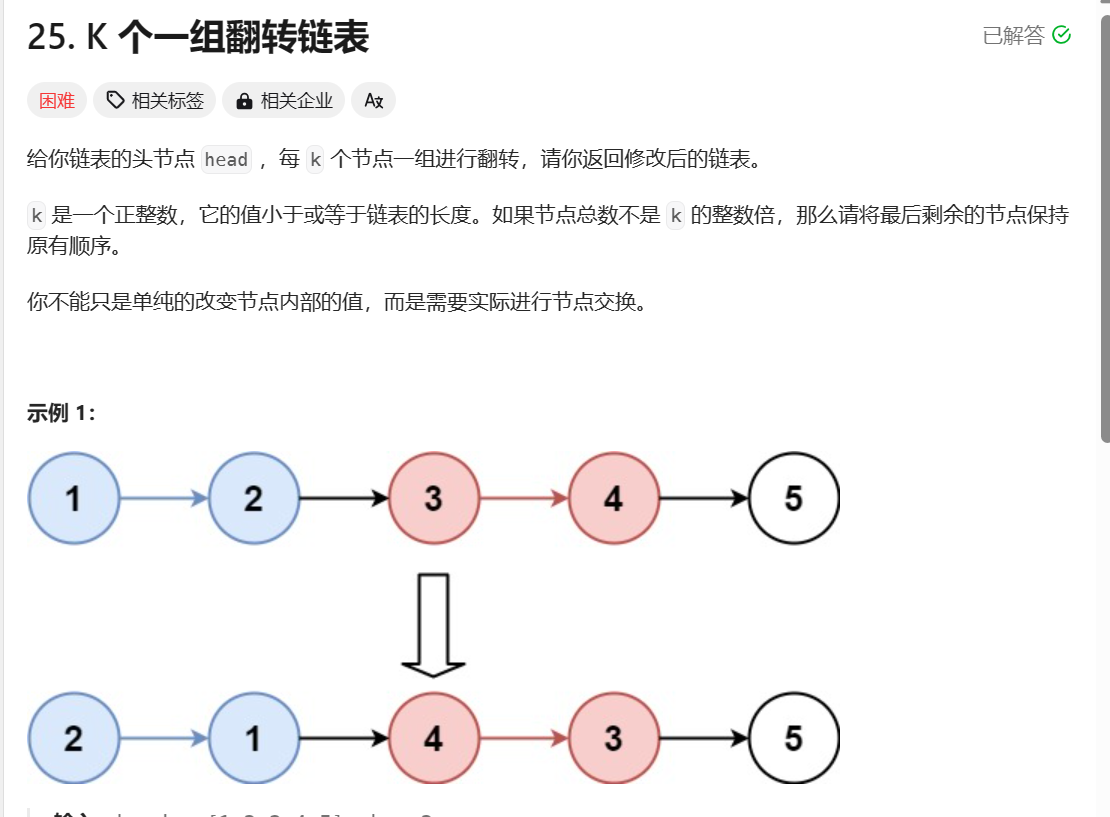 25. K 个一组翻转链表
已解答
困难 相关标签 相关企业
给你链表的头节点 head ，每 k 个节点一组进行翻转，请你返回修改后的链表。
k 是一个正整数，它的值小于或等于链表的长度。如果节点总数不是 k 的整数倍，那么请将最后剩余的节点保持
原有顺序。
你不能只是单纯的改变节点内部的值，而是需要实际进行节点交换。
示例 1：
1 2 3 4 5
2 1 4 3 5